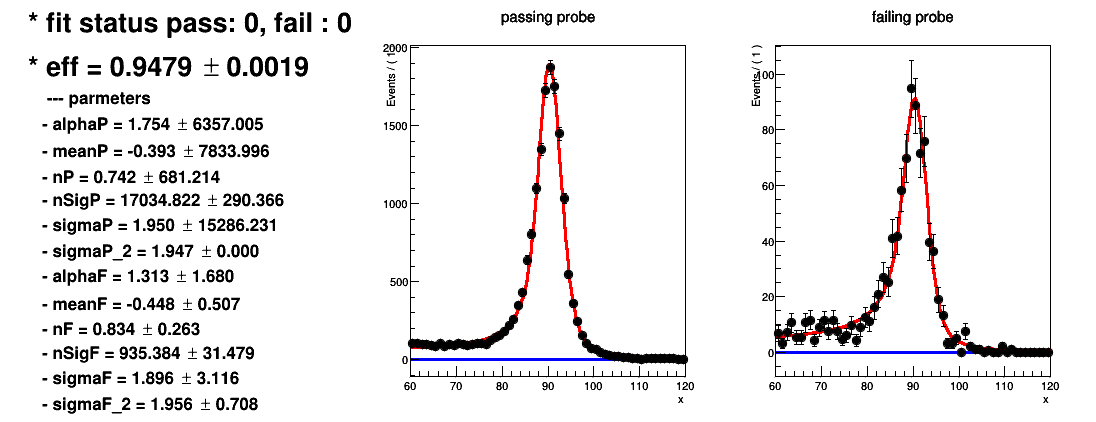 * fit status pass: 0, fail : 0
* eff = 0.9479 ± 0.0019
--- parmeters
- alphaP = 1.754 ± 6357.005
- meanP = -0.393 ± 7833.996
- nP = 0.742 ± 681.214
- nSigP = 17034.822 ± 290.366
- sigmaP = 1.950 ± 15286.231
- sigmaP_2 = 1.947 ± 0.000
- alphaF = 1.313 ± 1.680
- meanF = -0.448 ± 0.507
- nF = 0.834 ± 0.263
- nSigF = 935.384 ± 31.479
- sigmaF = 1.896 ± 3.116
- sigmaF_2 = 1.956 ± 0.708
passing probe
Events / ( 1 )
2000
1500
1000
500
0
60 70 80 90 100 110 120
x
failing probe
Events / ( 1 )
100
80
60
40
20
0
60 70 80 90 100 110 120
x